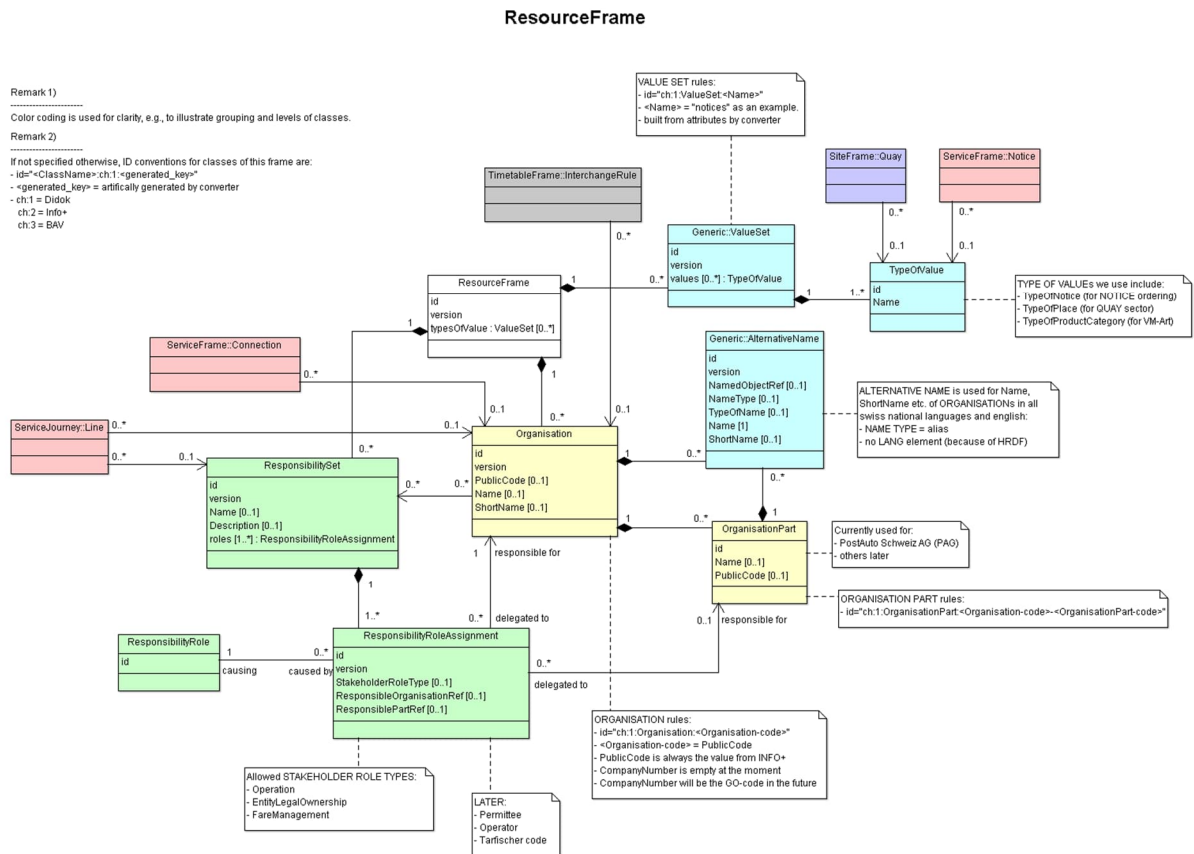 ResourceFrame
Remark 1)
-----------------------
Color coding is used for clarity, e.g., to illustrate grouping and levels of classes.
Remark 2)
-----------------------
If not specified otherwise, ID conventions for classes of this frame are:
- id="<ClassName>:ch:1:<generated_key>"
- <generated_key> = artifically generated by converter
- ch:1 = Didok
ch:2 = Info+
ch:3 = BAV
VALUE SET rules:
- id="ch:1:ValueSet:<Name>"
- <Name> = "notices" as an example.
- built from attributes by converter
SiteFrame::Quay
ServiceFrame::Notice
TimetableFrame::InterchangeRule
0..*
0..*
0..*
0..1
0..1
Generic::ValueSet
id
version
values [0..*] : TypeOfValue
1
0..*
1
1..*
TypeOfValue
id
Name
TYPE OF VALUEs we use include:
- TypeOfNotice (for NOTICE ordering)
- TypeOfPlace (for QUAY sector)
- TypeOfProductCategory (for VM-Art)
ResourceFrame
id
version
typesOfValue : ValueSet [0..*]
1
1
ServiceFrame::Connection
0..*
0..1
0..*
0..1
Generic::AlternativeName
id
version
NamedObjectRef [0..1]
NameType [0..1]
TypeOfName [0..1]
Name [1]
ShortName [0..1]
ALTERNATIVE NAME is used for Name,
ShortName etc. of ORGANISATIONs in all
swiss national languages and english:
- NAME TYPE = alias
- no LANG element (because of HRDF)
ServiceJourney::Line
0..*
0..1
0..*
0..1
0..*
Organisation
id
version
PublicCode [0..1]
Name [0..1]
ShortName [0..1]
1
0..*
0..*
1
ResponsibilitySet
id
version
Name [0..1]
Description [0..1]
roles [1..*] : ResponsibilityRoleAssignment
0..*
0..*
1
0..*
OrganisationPart
id
Name [0..1]
PublicCode [0..1]
Currently used for:
- PostAuto Schweiz AG (PAG)
- others later
ORGANISATION PART rules:
- id="ch:1:OrganisationPart:<Organisation-code>-<OrganisationPart-code>"
1
responsible for
1
1..*
0..*
delegated to
0..1
responsible for
ResponsibilityRole
id
1
causing
0..*
caused by
ResponsibilityRoleAssignment
id
version
StakeholderRoleType [0..1]
ResponsibleOrganisationRef [0..1]
ResponsiblePartRef [0..1]
0..*
delegated to
ORGANISATION rules:
- id="ch:1:Organisation:<Organisation-code>"
- <Organisation-code> = PublicCode
- PublicCode is always the value from INFO+
- CompanyNumber is empty at the moment
- CompanyNumber will be the GO-code in the future
Allowed STAKEHOLDER ROLE TYPES:
- Operation
- EntityLegalOwnership
- FareManagement
LATER:
- Permittee
- Operator
- Tarfischer code